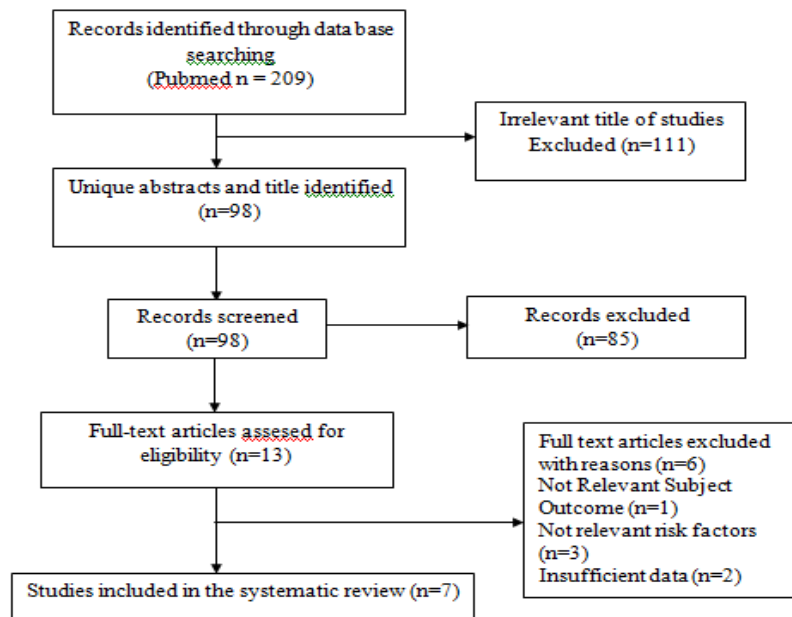 Records identified through data base
searching
(Pubmed n = 209)
Irrelevant title of studies
Excluded (n=111)
Unique abstracts and title identified
(n=98)
Records screened
(n=98)
Records excluded
(n=85)
Full-text articles assesed for
eligibility (n=13)
Full text articles excluded
with reasons (n=6)
Not Relevant Subject
Outcome (n=1)
Not relevant risk factors
(n=3)
Insufficient data (n=2)
Studies included in the systematic review (n=7)